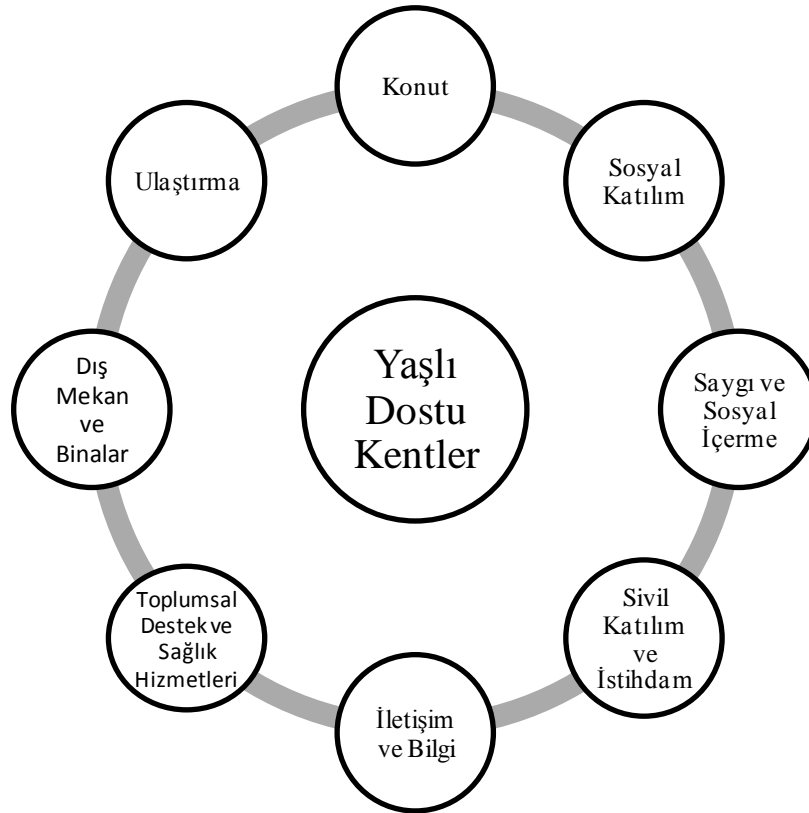 Konut
Ulaştırma
Sosyal
Katılım
Dış
Mekan
ve
Binalar
Yaşlı
Dostu
Kentler
Saygı ve
Sosyal
İçerme
Toplumsal
Destek ve
Sağlık
Hizmetleri
Sivil
Katılım
ve
İstihdam
İletişim
ve Bilgi